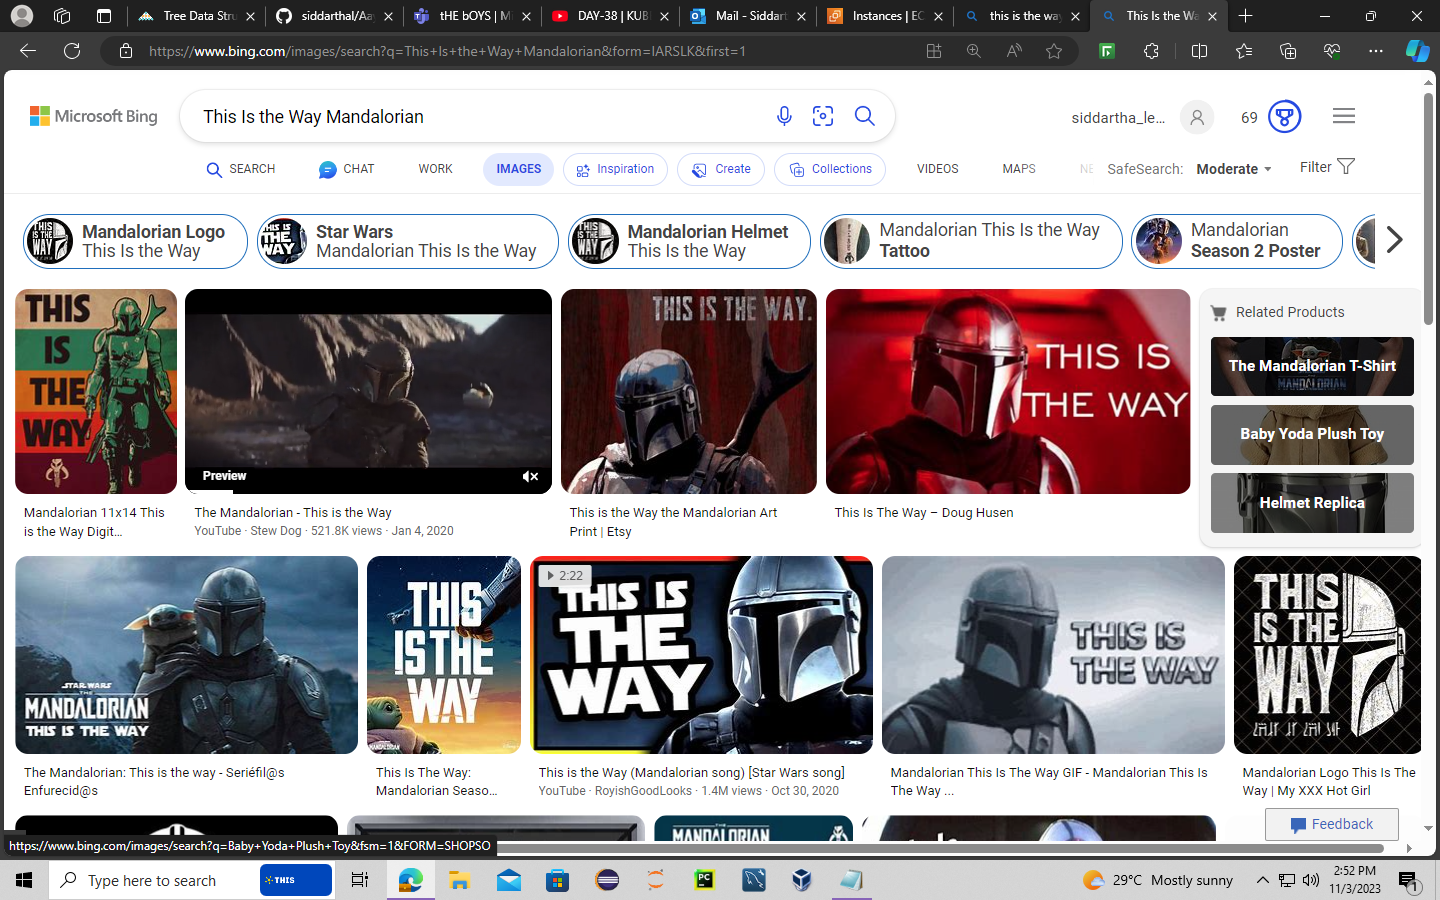 Tree Data Stru
siddarthal/Aa
tHE bOYS | Mi
DAY-38 | KUB
Mail - Siddart
Instances | EC
this is the way
This Is the Wa
https://www.bing.com/images/search?q=This+Is+the+Way+Mandalorian&form=IARSLK&first=1
Microsoft Bing
This Is the Way Mandalorian
siddartha_le...
69
SEARCH
CHAT
WORK
IMAGES
Inspiration
Create
Collections
VIDEOS
MAPS
NE
SafeSearch: Moderate
Filter
Mandalorian Logo
This Is the Way
Star Wars
Mandalorian This Is the Way
Mandalorian Helmet
This Is the Way
Mandalorian This Is the Way
Tattoo
Mandalorian
Season 2 Poster
THIS
IS
THE
WAY
Preview
THIS IS THE WAY.
THIS IS
THE WAY
Related Products
The Mandalorian T-Shirt
MANDALORIAN
Baby Yoda Plush Toy
Helmet Replica
Mandalorian 11x14 This
is the Way Digit...
The Mandalorian - This is the Way
YouTube · Stew Dog · 521.8K views · Jan 4, 2020
This is the Way the Mandalorian Art
Print | Etsy
This Is The Way – Doug Husen
STAR WARS
THE
MANDALORIAN
THIS IS THE WAY
THIS
IS THE
WAY
MANDALORIAN
2:22
THIS IS
THE
WAY
THIS IS
THE WAY
THIS
IS THE
WAY
The Mandalorian: This is the way - Seriéfil@s
Enfurecid@s
This Is The Way:
Mandalorian Seaso...
This is the Way (Mandalorian song) [Star Wars song]
YouTube · RoyishGoodLooks · 1.4M views · Oct 30, 2020
Mandalorian This Is The Way GIF - Mandalorian This Is
The Way ...
Mandalorian Logo This Is The
Way | My XXX Hot Girl
MANDALORIAN
Feedback
https://www.bing.com/images/search?q=Baby+Yoda+Plush+Toy&fsm=1&FORM=SHOPSO
Type here to search
THIS
29°C Mostly sunny
2:52 PM
11/3/2023
1